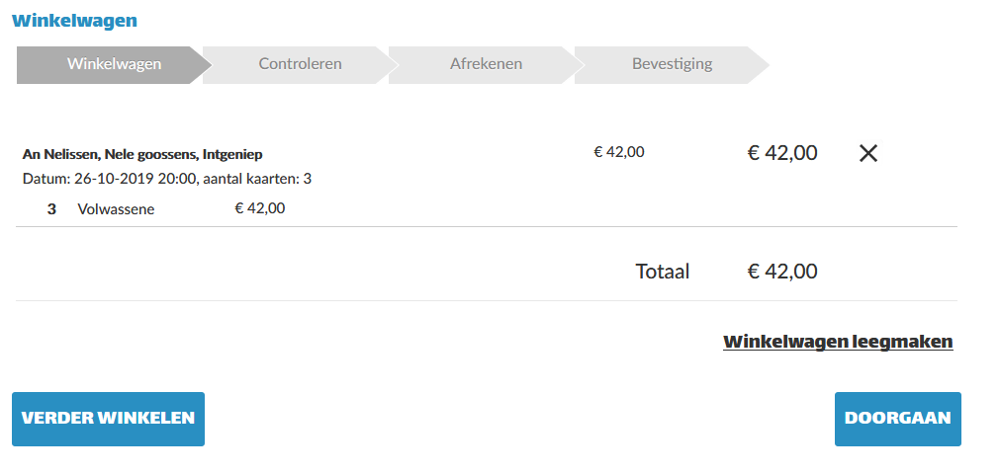 Winkelwagen
Winkelwagen Controleren Afrekenen Bevestiging
An Nelissen, Nele goossens, Intgeniep € 42,00 € 42,00
Datum: 26-10-2019 20:00, aantal kaarten: 3
3 Volwassene € 42,00
Totaal € 42,00
Winkelwagen leegmaken
VERDER WINKELEN DOORGAAN